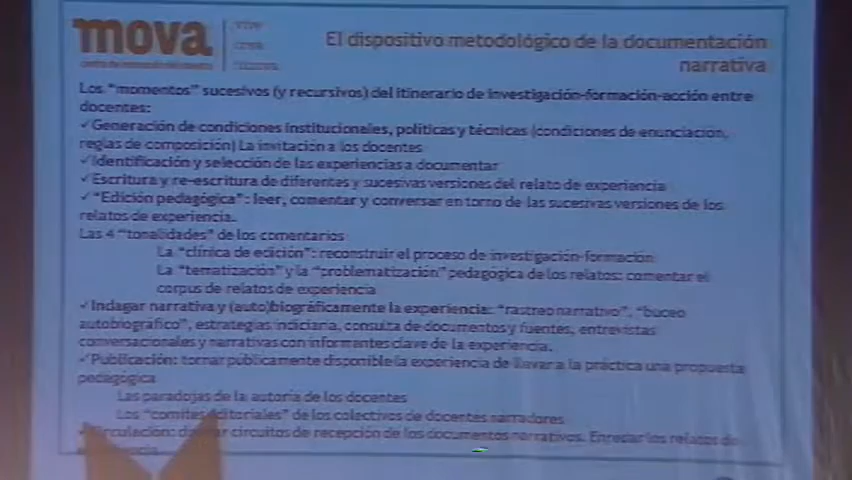 mova
VIVE
CREA
El dispositivo metodológico de la documentación
narrativa
Los "momentos" sucesivos (y recursivos) del itinerario de investigación-formación-acción entre
docentes:
✓Generación de condiciones institucionales, políticas y técnicas (condiciones de enunciación,
reglas de composición) La invitación a los docentes
✓Identificación y selección de las experiencias a documentar
✓Escritura y re-escritura de diferentes y sucesivas versiones del relato de experiencia
✓"Edición pedagógica": leer, comentar y conversar en torno de las sucesivas versiones de los
relatos de experiencia.
Las 4 "tonalidades" de los comentarios
La "clínica de edición": reconstruir el proceso de investigación-formación
La "tematización" y la "problematización" pedagógica de los relatos: comentar el
corpus de relatos de experiencia
✓Indagar narrativa y (auto)biográficamente la experiencia: "rastreo narrativo", "buceo
autobiográfico", estrategias indiciaria, consulta de documentos y fuentes, entrevistas
conversacionales y narrativas con informentes clave de la experiencia.
✓Publicación: tornar públicamente disponible la experiencia de llevar a la práctica una propuesta
pedagógica
Las paradojas de la autoría de los docentes
Los "comités editoriales" de los colectivos de docentes narradores
circuitos de recepción de los documentos narrativos. Enredar los relatos de